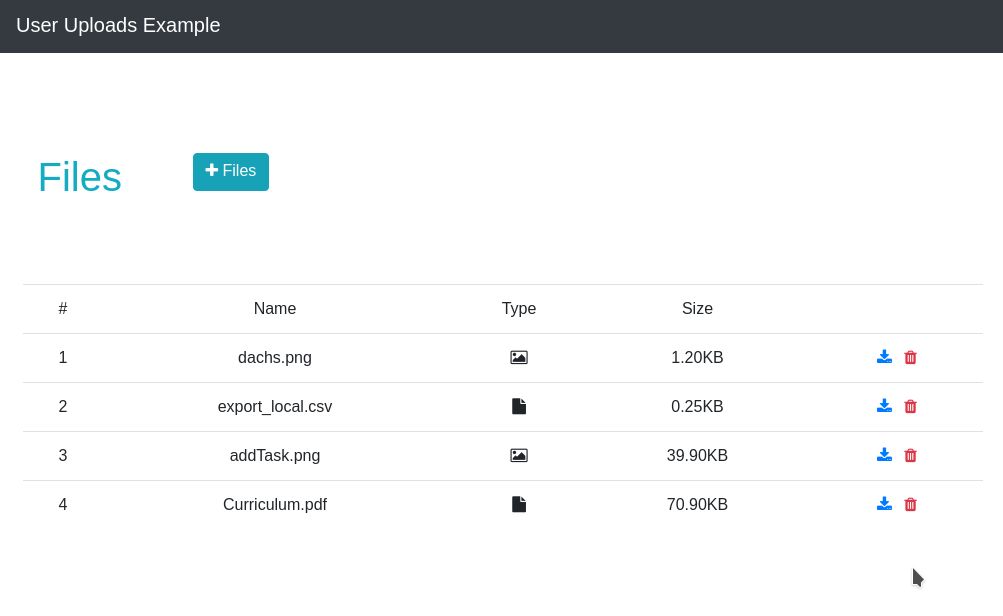 User Uploads Example
Files
Files
# Name Type Size
1 dachs.png 1.20KB
2 export_local.csv 0.25KB
3 addTask.png 39.90KB
4 Curriculum.pdf 70.90KB